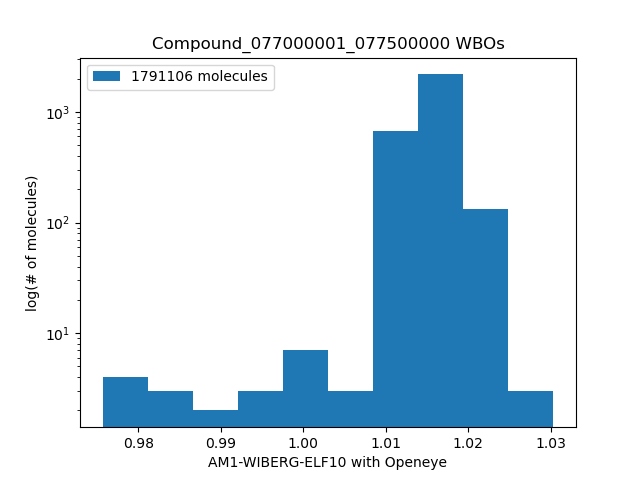 Compound_077000001_077500000 WBOs
1791106 molecules
log(# of molecules)
10³
10²
10¹
0.98 0.99 1.00 1.01 1.02 1.03
AM1-WIBERG-ELF10 with Openeye